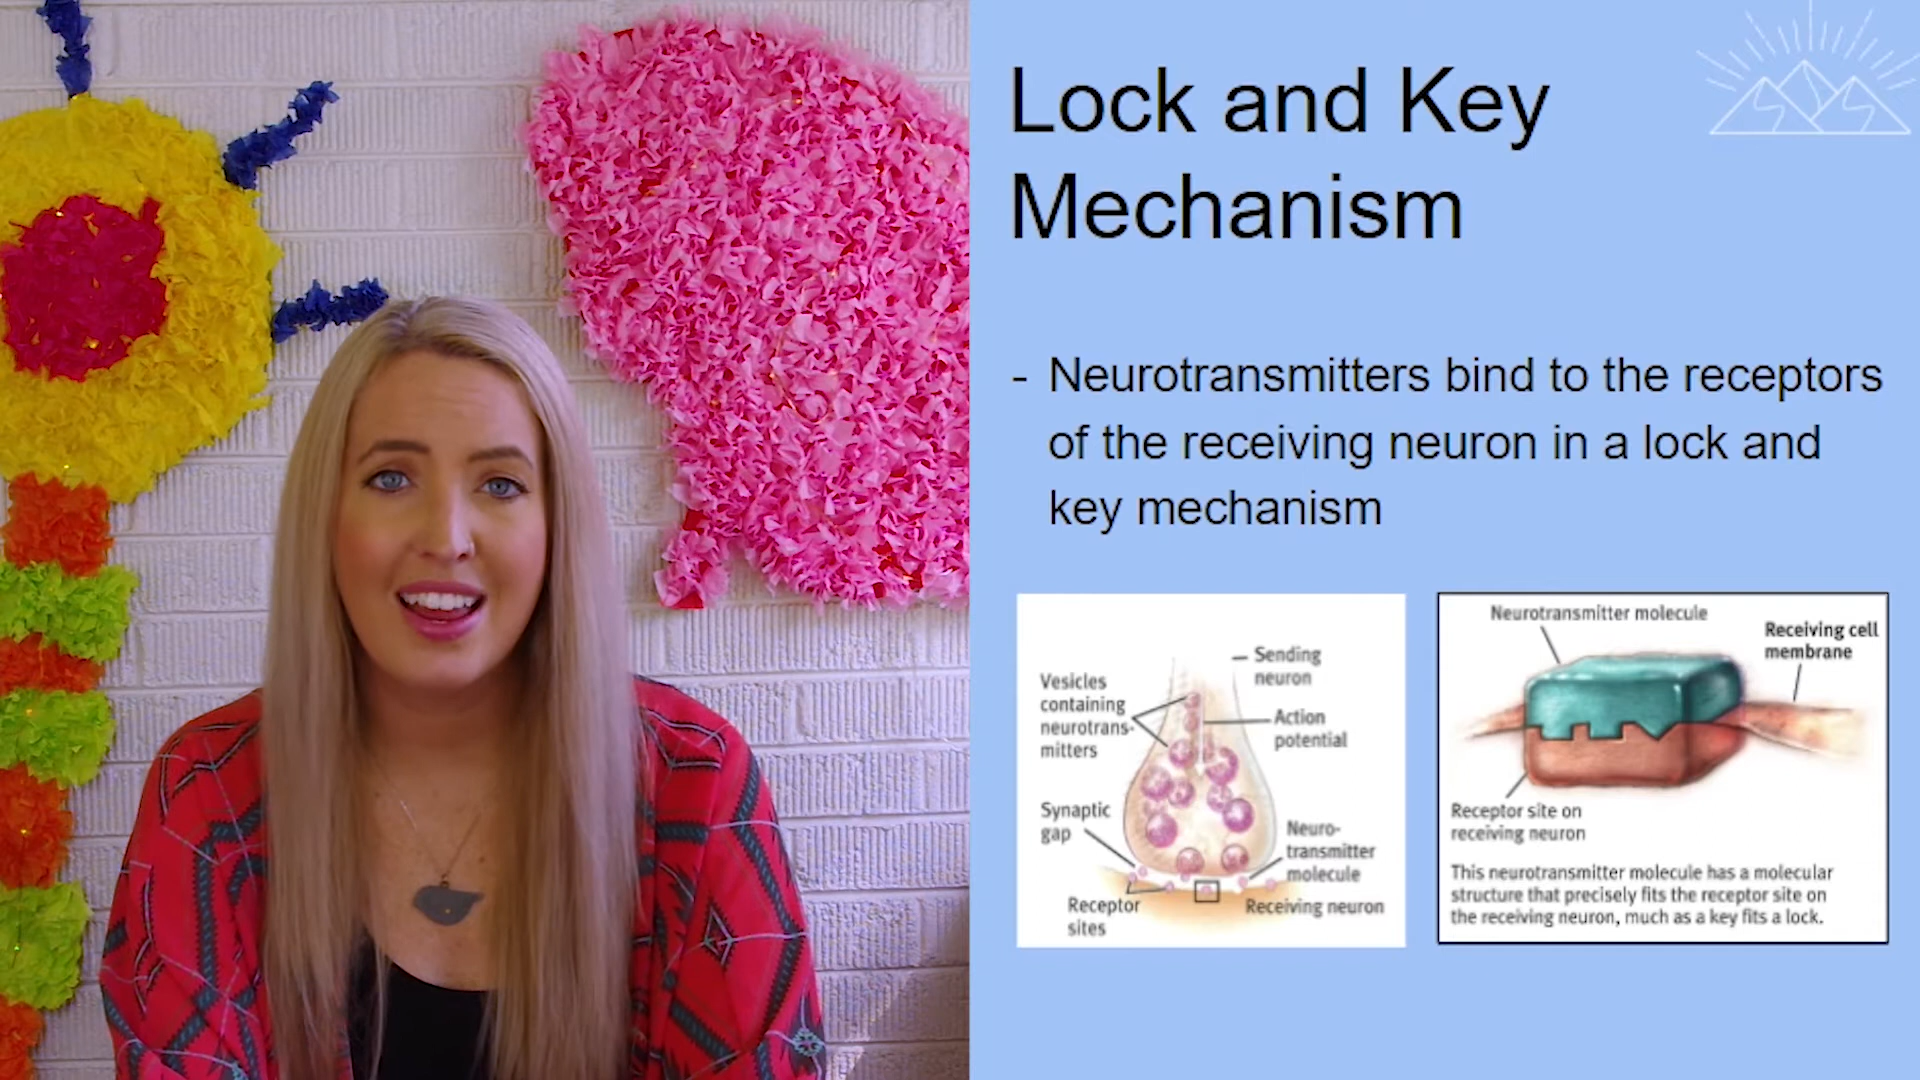 Lock and Key
Mechanism
- Neurotransmitters bind to the receptors
of the receiving neuron in a lock and
key mechanism
Sending
neuron
Vesicles
containing
neurotrans-
mitters
Action
potential
Synaptic
gap
Neuro-
transmitter
molecule
Receptor
sites
Receiving neuron
Neurotransmitter molecule
Receiving cell
membrane
Receptor site on
receiving neuron
This neurotransmitter molecule has a molecular
structure that precisely fits the receptor site on
the receiving neuron, much as a key fits a lock.